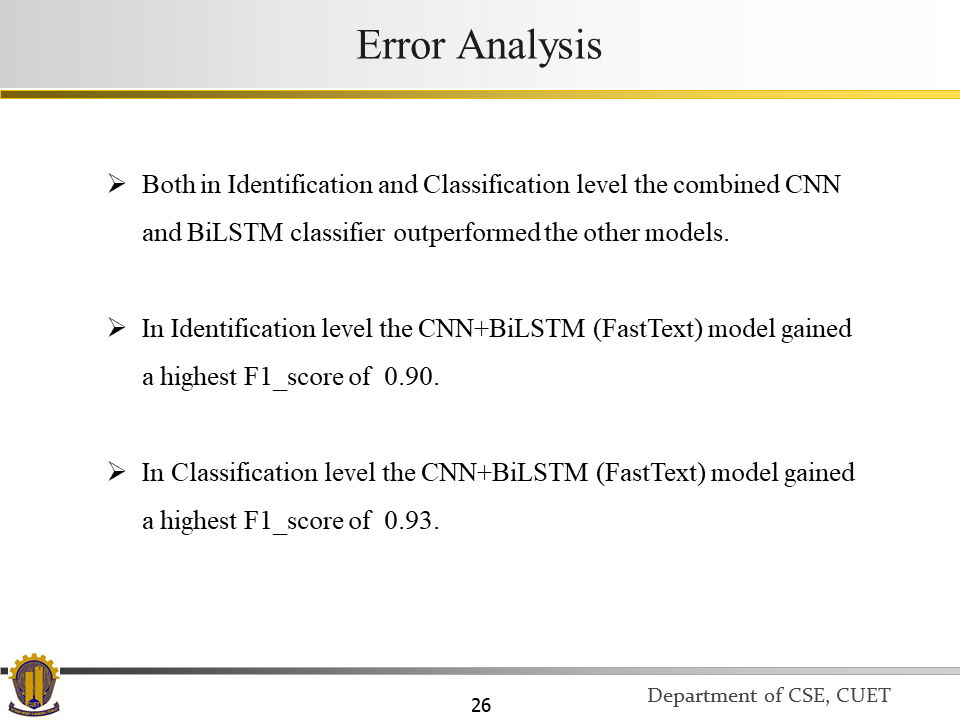 Error Analysis
➢ Both in Identification and Classification level the combined CNN
and BiLSTM classifier outperformed the other models.
➢ In Identification level the CNN+BiLSTM (FastText) model gained
a highest F1_score of 0.90.
➢ In Classification level the CNN+BiLSTM (FastText) model gained
a highest F1_score of 0.93.
CUET
26
Department of CSE, CUET